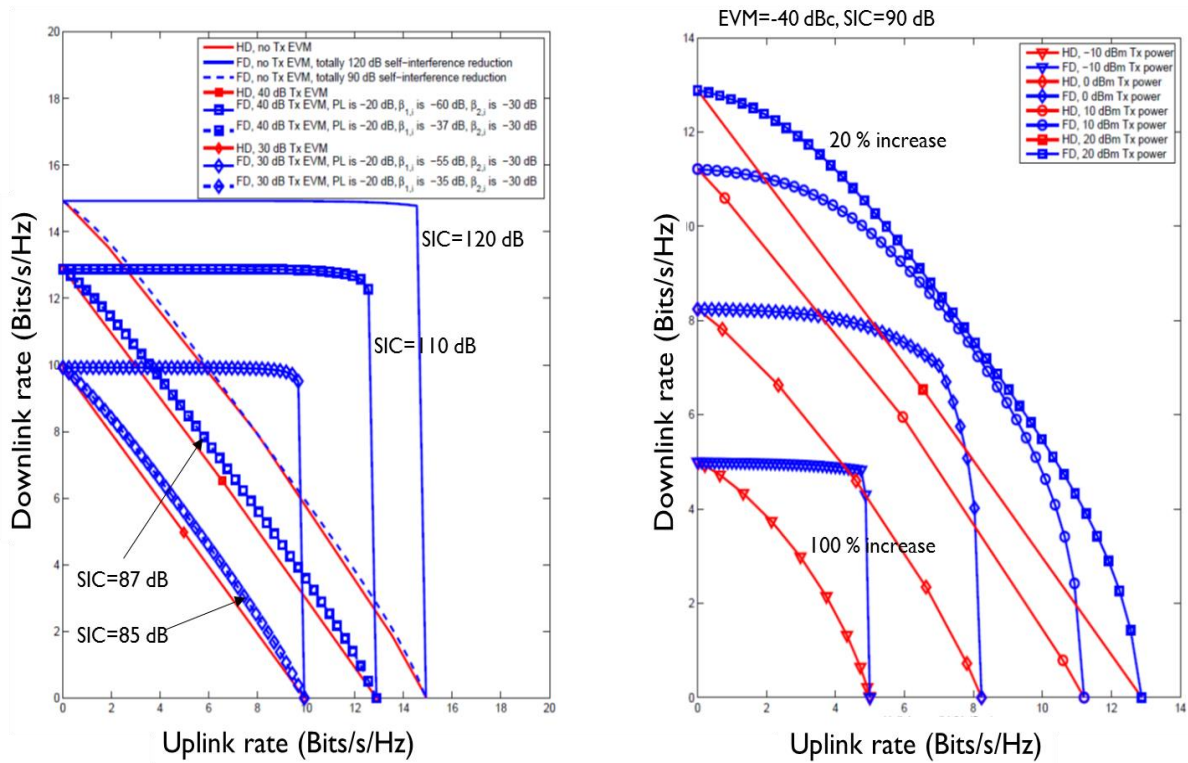 20
18
16
14
12
10
8
6
4
2
0
0 2 4 6 8 10 12 14 16 18 20
HD, no Tx EVM
FD, no Tx EVM, totally 120 dB self−interference reduction
FD, no Tx EVM, totally 90 dB self−interference reduction
HD, 40 dB Tx EVM
FD, 40 dB Tx EVM, PL is −20 dB, β1,i is −60 dB, β2,i is −30 dB
FD, 40 dB Tx EVM, PL is −20 dB, β1,i is −37 dB, β2,i is −30 dB
HD, 30 dB Tx EVM
FD, 30 dB Tx EVM, PL is −20 dB, β1,i is −55 dB, β2,i is −30 dB
FD, 30 dB Tx EVM, PL is −20 dB, β1,i is −35 dB, β2,i is −30 dB
SIC=120 dB
SIC=110 dB
SIC=87 dB
SIC=85 dB
Downlink rate (Bits/s/Hz)
Uplink rate (Bits/s/Hz)
EVM=-40 dBc, SIC=90 dB
14
12
10
8
6
4
2
0
0 2 4 6 8 10 12 14
HD, −10 dBm Tx power
FD, −10 dBm Tx power
HD, 0 dBm Tx power
FD, 0 dBm Tx power
HD, 10 dBm Tx power
FD, 10 dBm Tx power
HD, 20 dBm Tx power
FD, 20 dBm Tx power
20 % increase
100 % increase
Downlink rate (Bits/s/Hz)
Uplink rate (Bits/s/Hz)